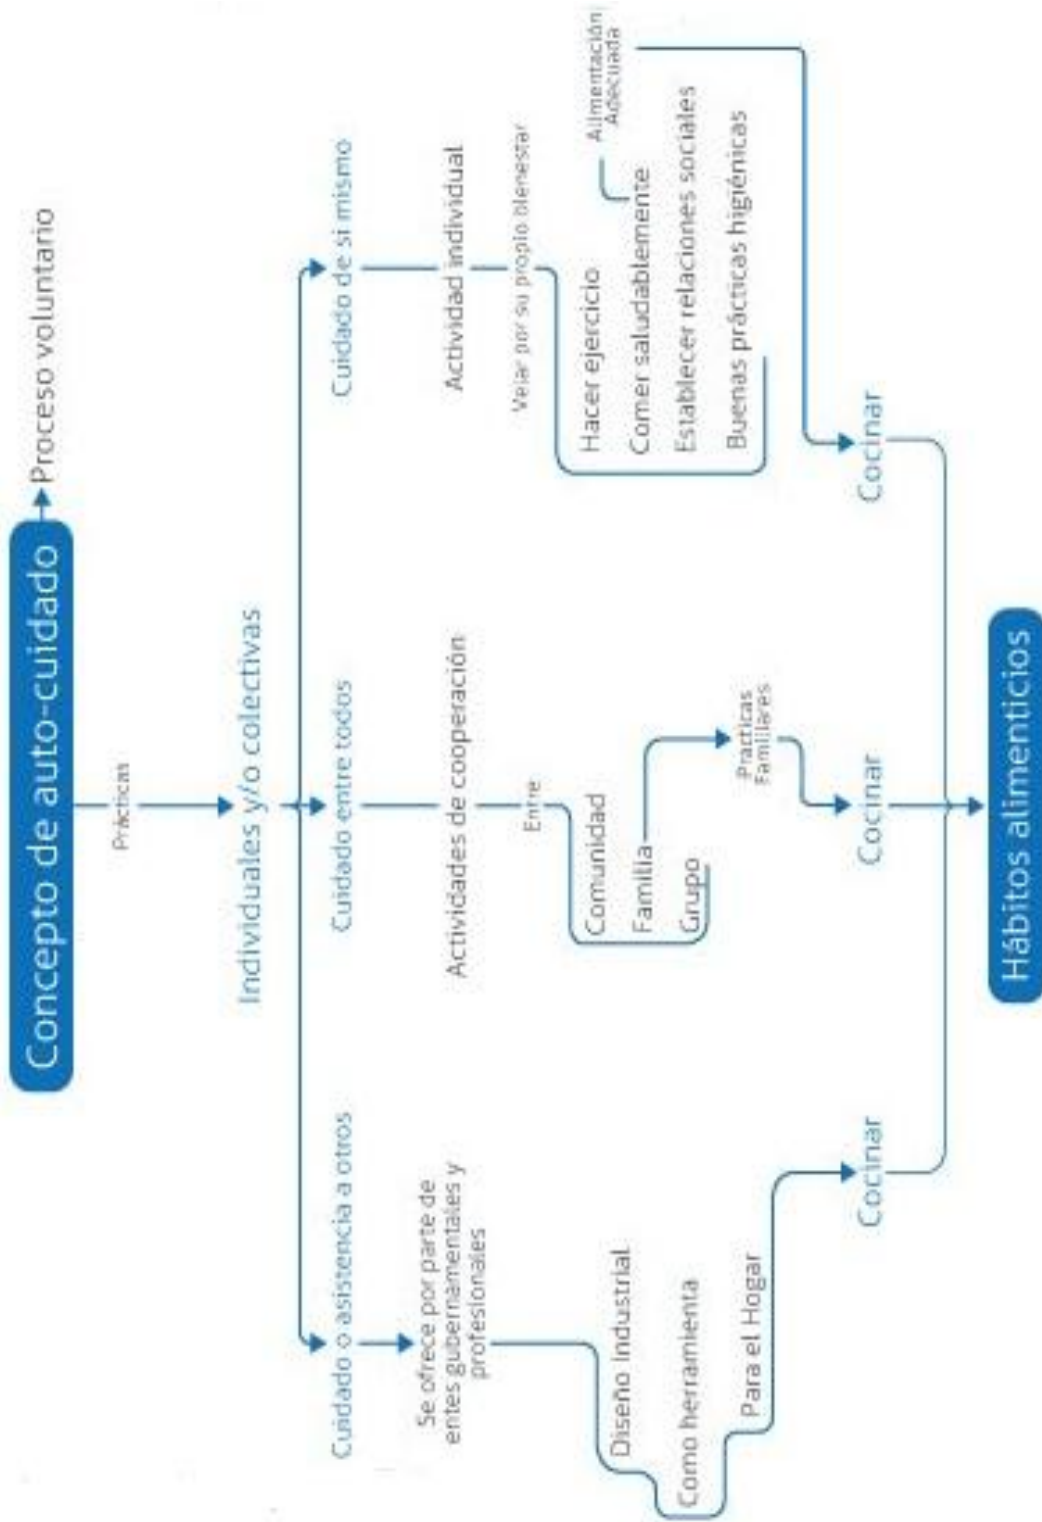 Concepto de auto-cuidado
Proceso voluntario
Prácticas
Individuales y/o colectivas
Cuidado o asistencia a otros
Se ofrece por parte de
entes gubernamentales y
profesionales
Diseño Industrial
Como herramienta
Para el Hogar
Cocinar
Cuidado entre todos
Actividades de cooperación
Entre
Comunidad
Familia
Grupo
Practicas
Familiares
Cocinar
Cuidado de si mismo
Actividad individual
Velar por su propio bienestar
Hacer ejercicio
Comer saludablemente
Establecer relaciones sociales
Buenas prácticas higiénicas
Alimentación
Adecuada
Cocinar
Hábitos alimenticios